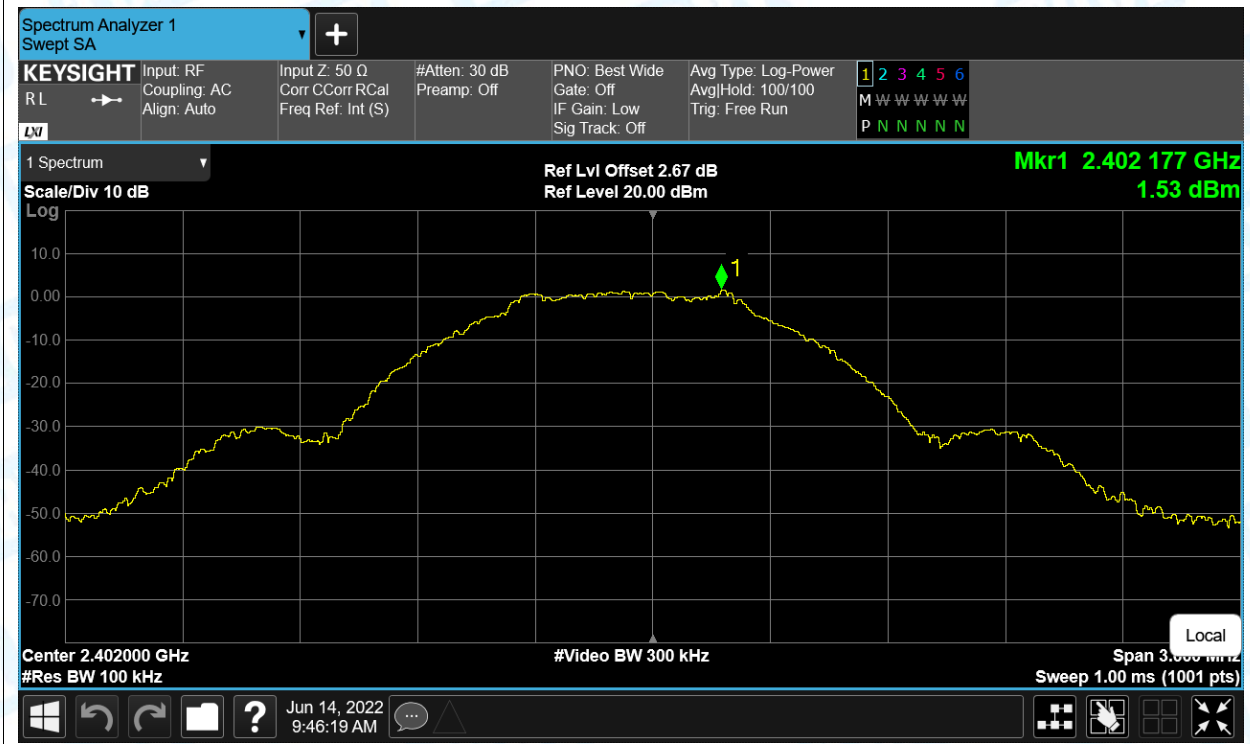 Spectrum Analyzer 1
Swept SA
KEYSIGHT
R L
LXI
Input: RF
Coupling: AC
Align: Auto
Input Z: 50 Ω
Corr CCorr RCal
Freq Ref: Int (S)
#Atten: 30 dB
Preamp: Off
PNO: Best Wide
Gate: Off
IF Gain: Low
Sig Track: Off
Avg Type: Log-Power
Avg|Hold: 100/100
Trig: Free Run
1 2 3 4 5 6
M W W W W W
P N N N N N
1 Spectrum
Scale/Div 10 dB
Log
Ref Lvl Offset 2.67 dB
Ref Level 20.00 dBm
Mkr1 2.402 177 GHz
1.53 dBm
1
10.0
0.00
-10.0
-20.0
-30.0
-40.0
-50.0
-60.0
-70.0
Local
Center 2.402000 GHz
#Res BW 100 kHz
#Video BW 300 kHz
Span 3.000 MHz
Sweep 1.00 ms (1001 pts)
?
Jun 14, 2022
9:46:19 AM